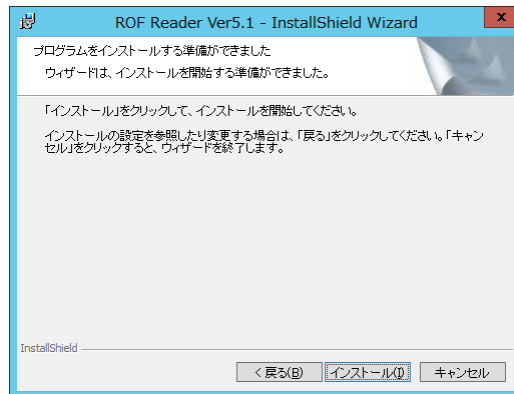 ROF Reader Ver5.1 - InstallShield Wizard
x
プログラムをインストールする準備ができました
ウィザードは、インストールを開始する準備ができました。
「インストール」をクリックして、インストールを開始してください。
インストールの設定を参照したり変更する場合は、「戻る」をクリックしてください。「キャン
セル」をクリックすると、ウィザードを終了します。
InstallShield
< 戻る(B) インストール(I) キャンセル